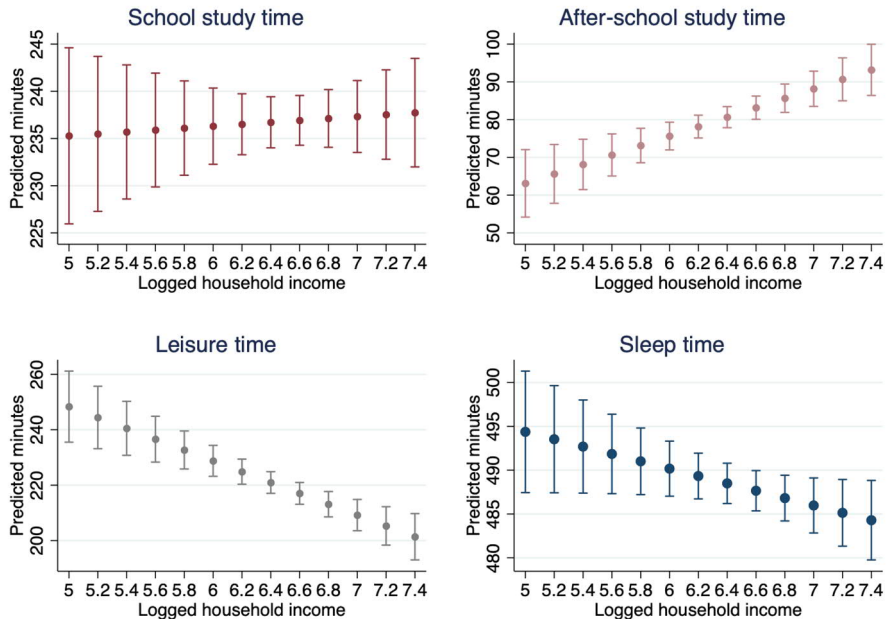 School study time
Predicted minutes
245
240
235
230
225
5 5.2 5.4 5.6 5.8 6 6.2 6.4 6.6 6.8 7 7.2 7.4
Logged household income
After-school study time
Predicted minutes
100
90
80
70
60
50
5 5.2 5.4 5.6 5.8 6 6.2 6.4 6.6 6.8 7 7.2 7.4
Logged household income
Leisure time
Predicted minutes
260
240
220
200
5 5.2 5.4 5.6 5.8 6 6.2 6.4 6.6 6.8 7 7.2 7.4
Logged household income
Sleep time
Predicted minutes
500
495
490
485
480
5 5.2 5.4 5.6 5.8 6 6.2 6.4 6.6 6.8 7 7.2 7.4
Logged household income